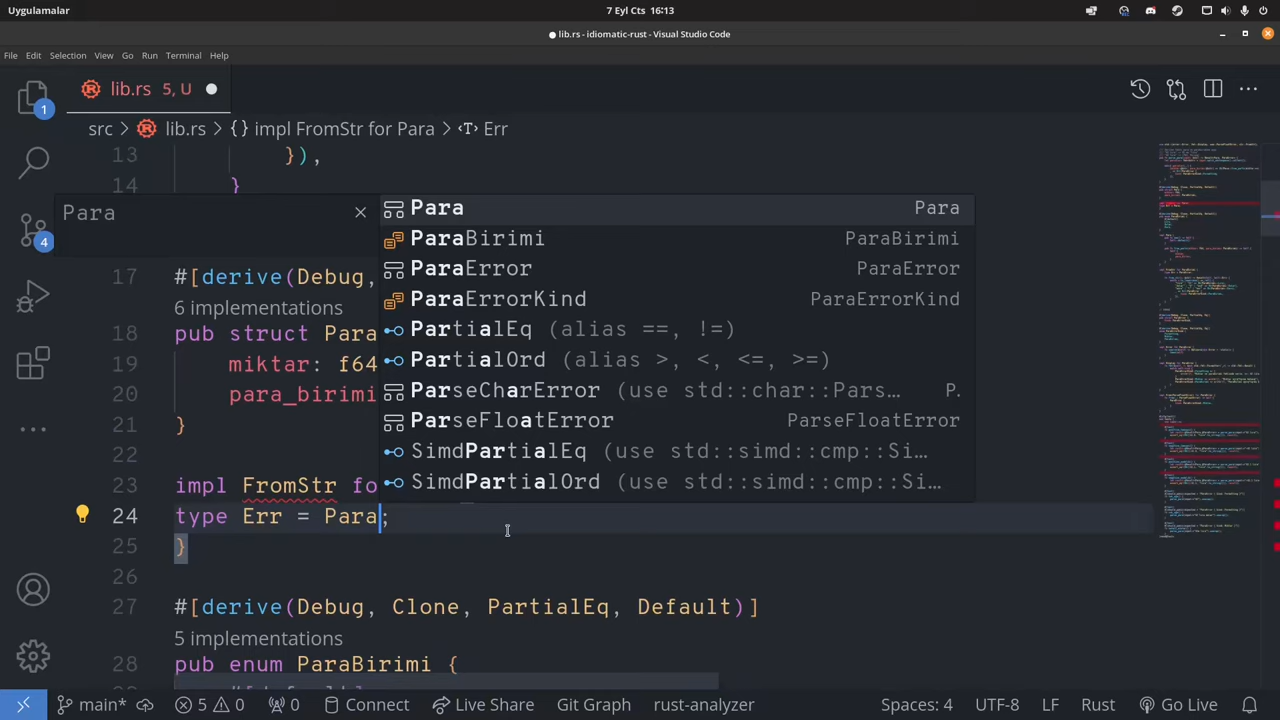 Uygulamalar
7 Eyl Cts 16:13
lib.rs - idiomatic-rust - Visual Studio Code
File Edit Selection View Go Run Terminal Help
lib.rs 5, U
src > lib.rs > {} impl FromStr for Para > Err
13 }),
14 }
Para
Para Para
ParaBirimi ParaBirimi
ParaError ParaError
ParaErrorKind ParaErrorKind
PartialEq (alias ==, !=)
PartialOrd (alias >, <, <=, >=)
ParseCharError (use std::char::Pars… P.
ParseFloatError ParseFloatError
SimdPartialEq (use std::simd::cmp::Si…
SimdPartialOrd (use std::simd::cmp::Si…
17 #[derive(Debug,
6 implementations
18 pub struct Para
19 miktar: f64
20 para_birimi
21 }
22
23 impl FromStr fo
24 type Err = Para;
25 }
26
27 #[derive(Debug, Clone, PartialEq, Default)]
5 implementations
28 pub enum ParaBirimi {
1
4
main* 5 0 0 Connect Live Share Git Graph rust-analyzer Spaces: 4 UTF-8 LF Rust Go Live